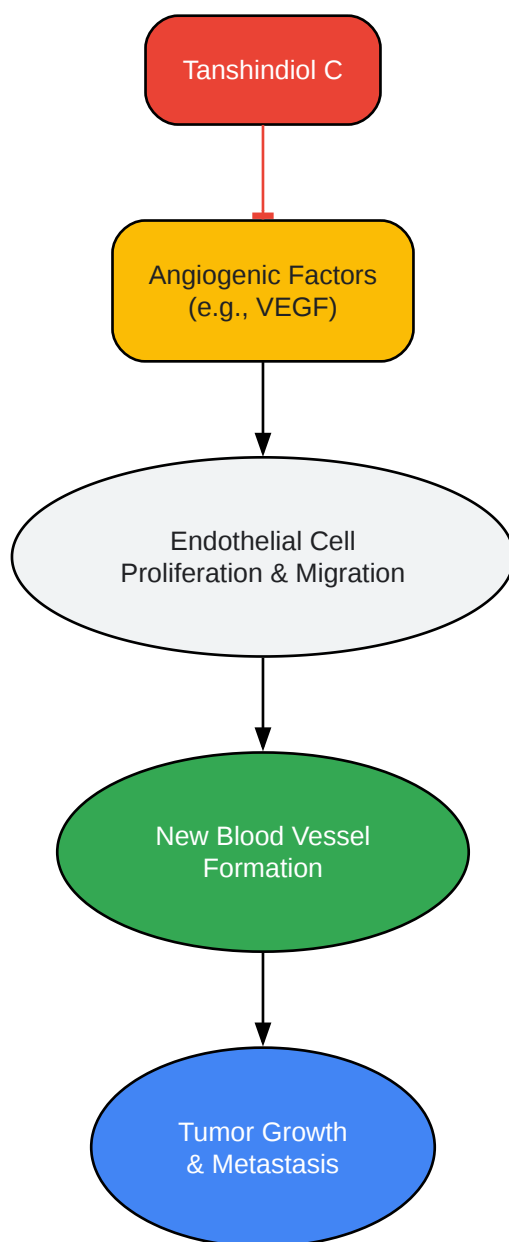 Tanshindiol C
Angiogenic Factors
(e.g., VEGF)
Endothelial Cell
Proliferation & Migration
New Blood Vessel
Formation
Tumor Growth
& Metastasis